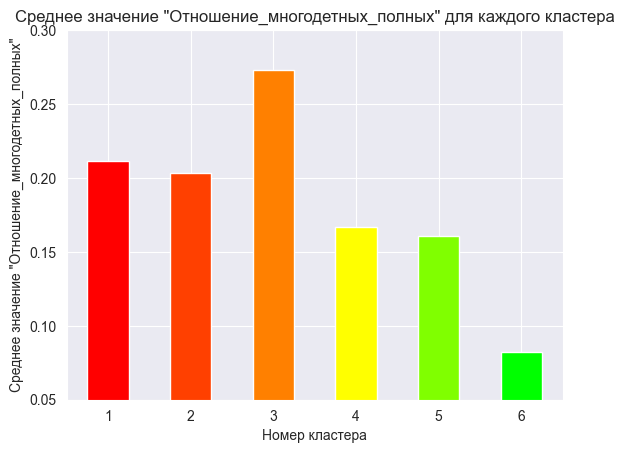 Среднее значение "Отношение_многодетных_полных" для каждого кластера
Среднее значение "Отношение_многодетных_полных"
0.30
0.25
0.20
0.15
0.10
0.05
1 2 3 4 5 6
Номер кластера